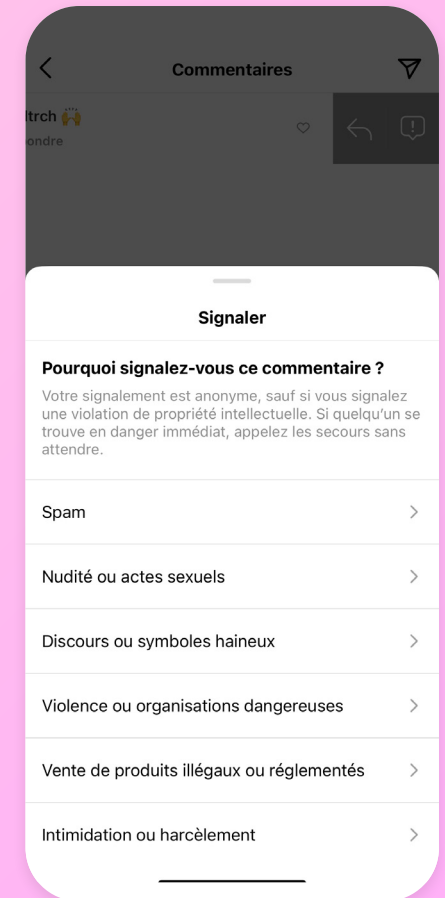 Commentaires
ltrch 🙌
ondre
Signaler
Pourquoi signalez-vous ce commentaire ?
Votre signalement est anonyme, sauf si vous signalez
une violation de propriété intellectuelle. Si quelqu'un se
trouve en danger immédiat, appelez les secours sans
attendre.
Spam
Nudité ou actes sexuels
Discours ou symboles haineux
Violence ou organisations dangereuses
Vente de produits illégaux ou réglementés
Intimidation ou harcèlement